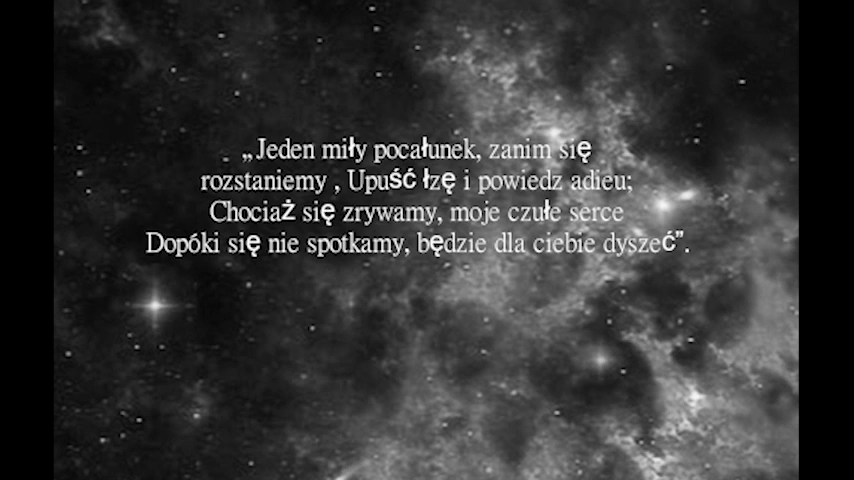 „Jeden miły pocałunek, zanim się
rozstaniemy , Upuść łzę i powiedz adieu;
Chociaż się zrywamy, moje czułe serce
Dopóki się nie spotkamy, będzie dla ciebie dyszeć”.